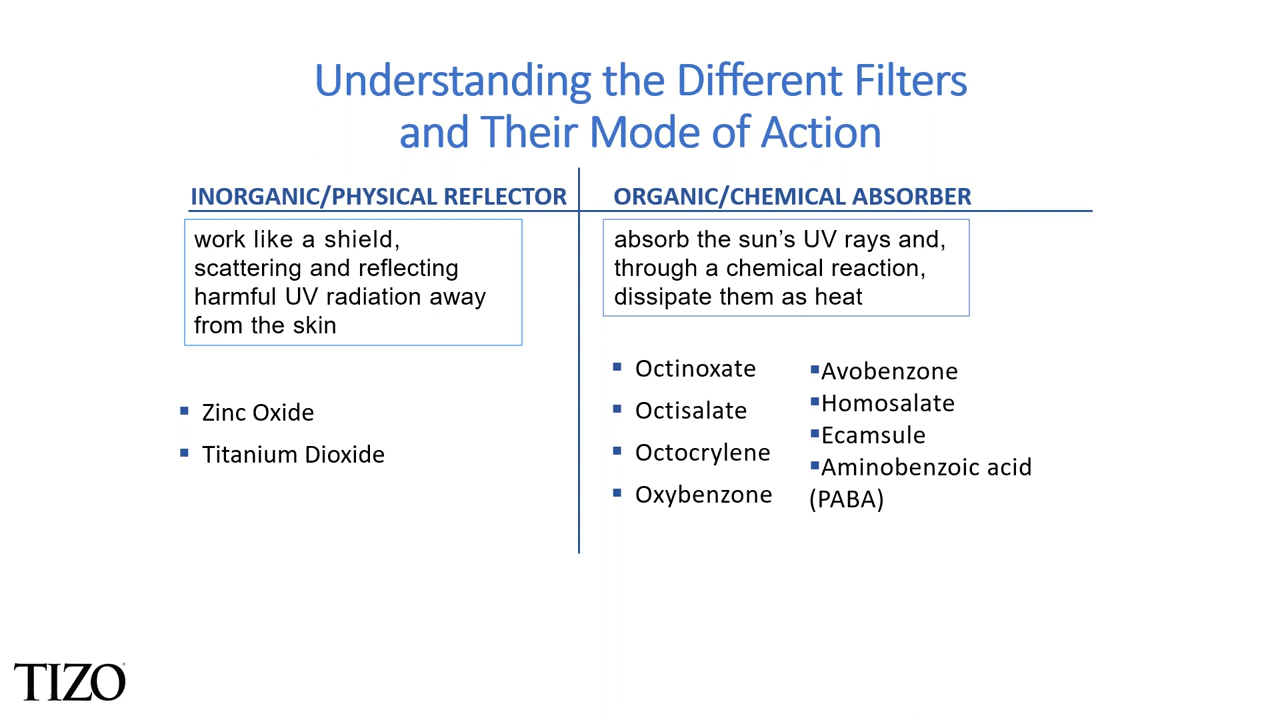 Understanding the Different Filters
and Their Mode of Action
INORGANIC/PHYSICAL REFLECTOR
work like a shield,
scattering and reflecting
harmful UV radiation away
from the skin
▪ Zinc Oxide
▪ Titanium Dioxide
ORGANIC/CHEMICAL ABSORBER
absorb the sun’s UV rays and,
through a chemical reaction,
dissipate them as heat
▪ Octinoxate
▪ Octisalate
▪ Octocrylene
▪ Oxybenzone
▪Avobenzone
▪Homosalate
▪Ecamsule
▪Aminobenzoic acid
(PABA)
TIZO